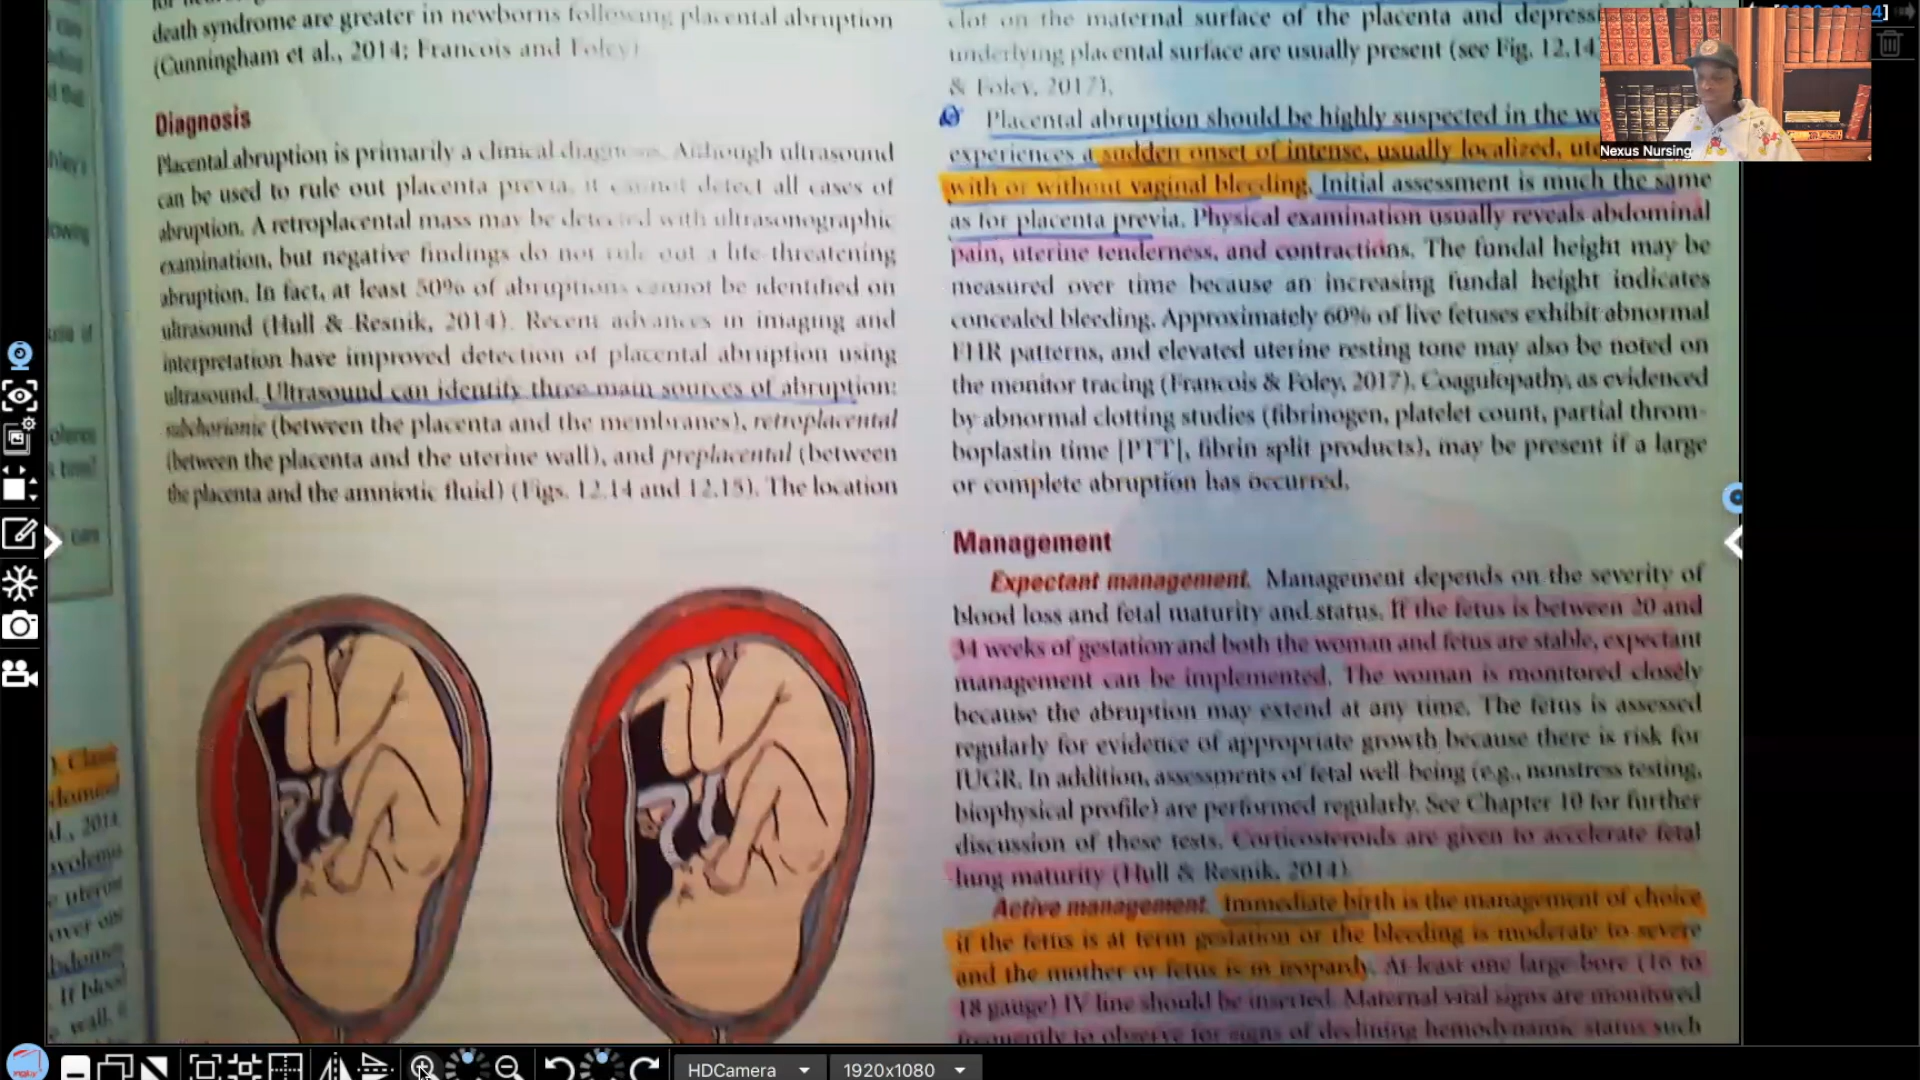 death syndrome are greater in newborns following placental abruption
(Cunningham et al., 2014; Francois and Foley).
Diagnosis
Placental abruption is primarily a clinical diagnosis. Although ultrasound
can be used to rule out placenta previa, it cannot detect all cases of
abruption. A retroplacental mass may be detected with ultrasonographic
examination, but negative findings do not rule out a life-threatening
abruption. In fact, at least 50% of abruptions cannot be identified on
ultrasound (Hull & Resnik, 2014). Recent advances in imaging and
interpretation have improved detection of placental abruption using
ultrasound. Ultrasound can identify three main sources of abruption:
subchorionic (between the placenta and the membranes), retroplacental
(between the placenta and the uterine wall), and preplacental (between
the placenta and the amniotic fluid) (Figs. 12.14 and 12.15). The location
clot on the maternal surface of the placenta and
underlying placental surface are usually present (see Fig. 12.14
& Foley, 2017).
Placental abruption should be highly suspected in the
experiences a sudden onset of intense, usually localized,
with or without vaginal bleeding. Initial assessment is much the same
as for placenta previa. Physical examination usually reveals abdominal
pain, uterine tenderness, and contractions. The fundal height may be
measured over time because an increasing fundal height indicates
concealed bleeding. Approximately 60% of live fetuses exhibit abnormal
FHR patterns, and elevated uterine resting tone may also be noted on
the monitor tracing (Francois & Foley, 2017). Coagulopathy, as evidenced
by abnormal clotting studies (fibrinogen, platelet count, partial throm-
boplastin time [PTT], fibrin split products), may be present if a large
or complete abruption has occurred.
Management
Expectant management. Management depends on the severity of
blood loss and fetal maturity and status. If the fetus is between 20 and
34 weeks of gestation and both the woman and fetus are stable, expectant
management can be implemented. The woman is monitored closely
because the abruption may extend at any time. The fetus is assessed
regularly for evidence of appropriate growth because there is risk for
IUGR. In addition, assessments of fetal well-being (e.g., nonstress testing,
biophysical profile) are performed regularly. See Chapter 10 for further
discussion of these tests. Corticosteroids are given to accelerate fetal
lung maturity (Hull & Resnik, 2014).
Active management. Immediate birth is the management of choice
if the fetus is at term gestation or the bleeding is moderate to severe
and the mother or fetus is in jeopardy. At least one large-bore (16 to
18 gauge) IV line should be inserted. Maternal vital signs are monitored
frequently to observe for signs of declining hemodynamic status such
Nexus Nursing
HDCamera
1920x1080